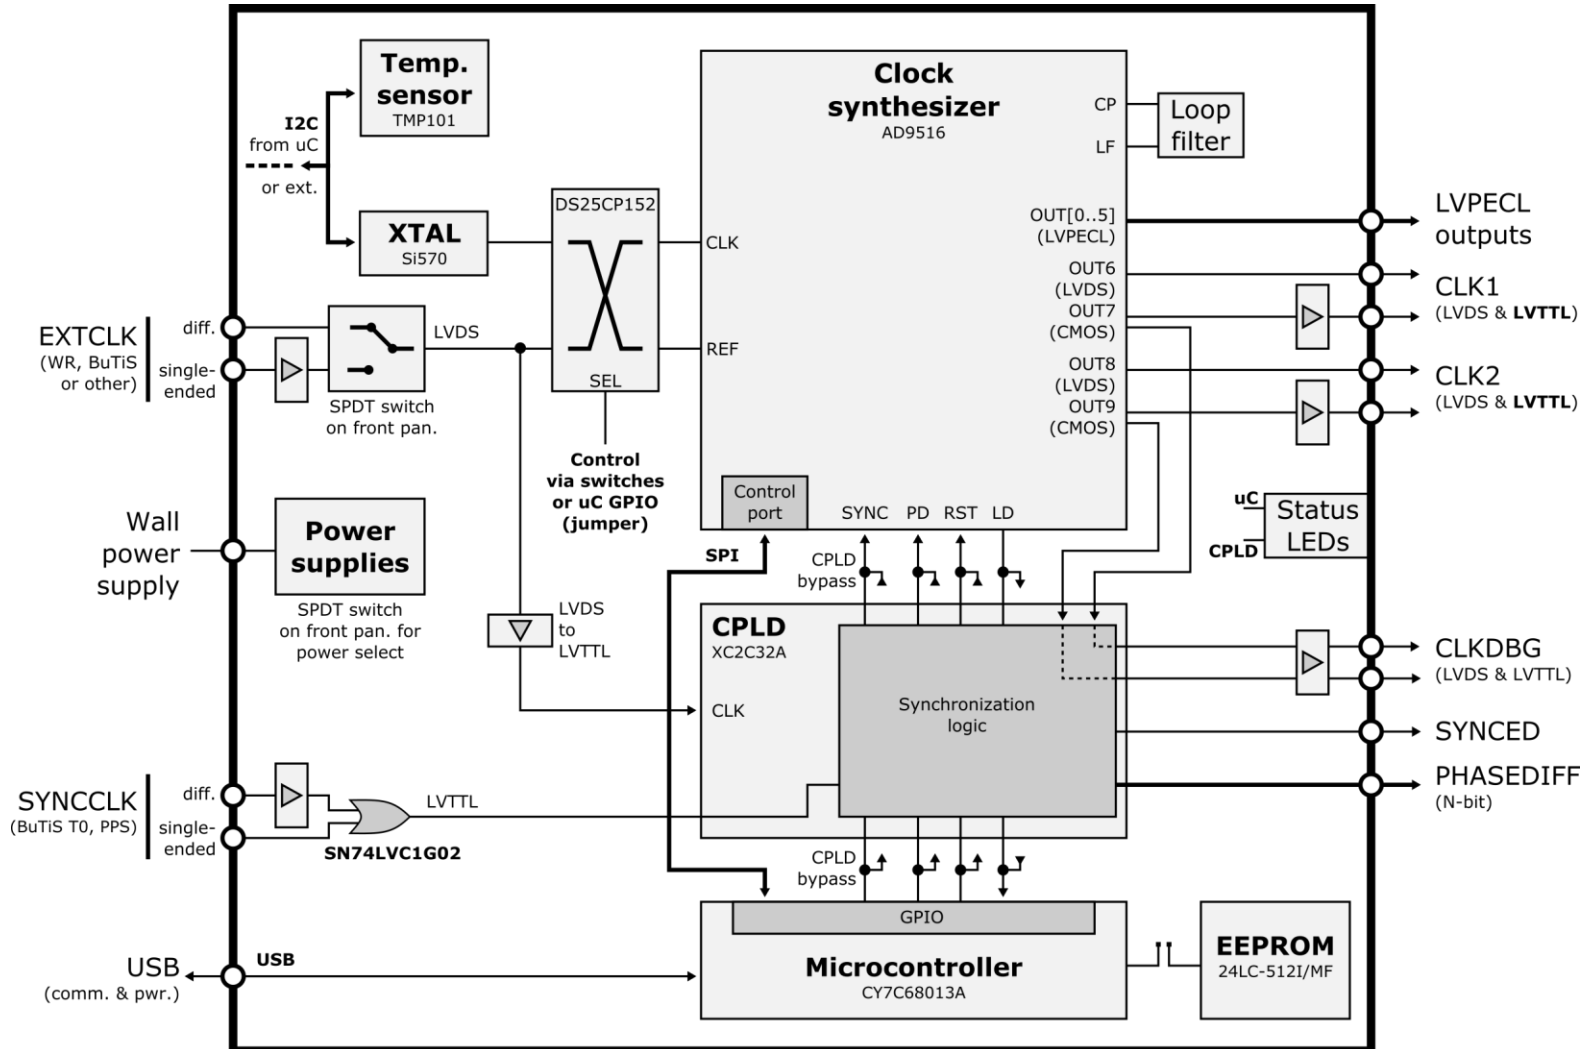 Temp.
sensor
TMP101
I2C
from uC
or ext.
XTAL
Si570
DS25CP152
SEL
Control
via switches
or uC GPIO
(jumper)
EXTCLK
(WR, BuTiS
or other)
diff.
single-
ended
LVDS
SPDT switch
on front pan.
Clock
synthesizer
AD9516
CP
LF
Loop
filter
CLK
REF
OUT[0..5]
(LVPECL)
OUT6
(LVDS)
OUT7
(CMOS)
OUT8
(LVDS)
OUT9
(CMOS)
Control
port
SYNC
PD
RST
LD
LVPECL
outputs
CLK1
(LVDS & LVTTL)
CLK2
(LVDS & LVTTL)
uC
CPLD
Status
LEDs
Wall
power
supply
Power
supplies
SPDT switch
on front pan. for
power select
SPI
CPLD
bypass
LVDS
to
LVTTL
CPLD
XC2C32A
CLK
Synchronization
logic
CLKDBG
(LVDS & LVTTL)
SYNCED
PHASEDIFF
(N-bit)
SYNCCLK
(BuTiS T0, PPS)
diff.
single-
ended
LVTTL
SN74LVC1G02
CPLD
bypass
GPIO
Microcontroller
CY7C68013A
EEPROM
24LC-512I/MF
USB
(comm. & pwr.)
USB